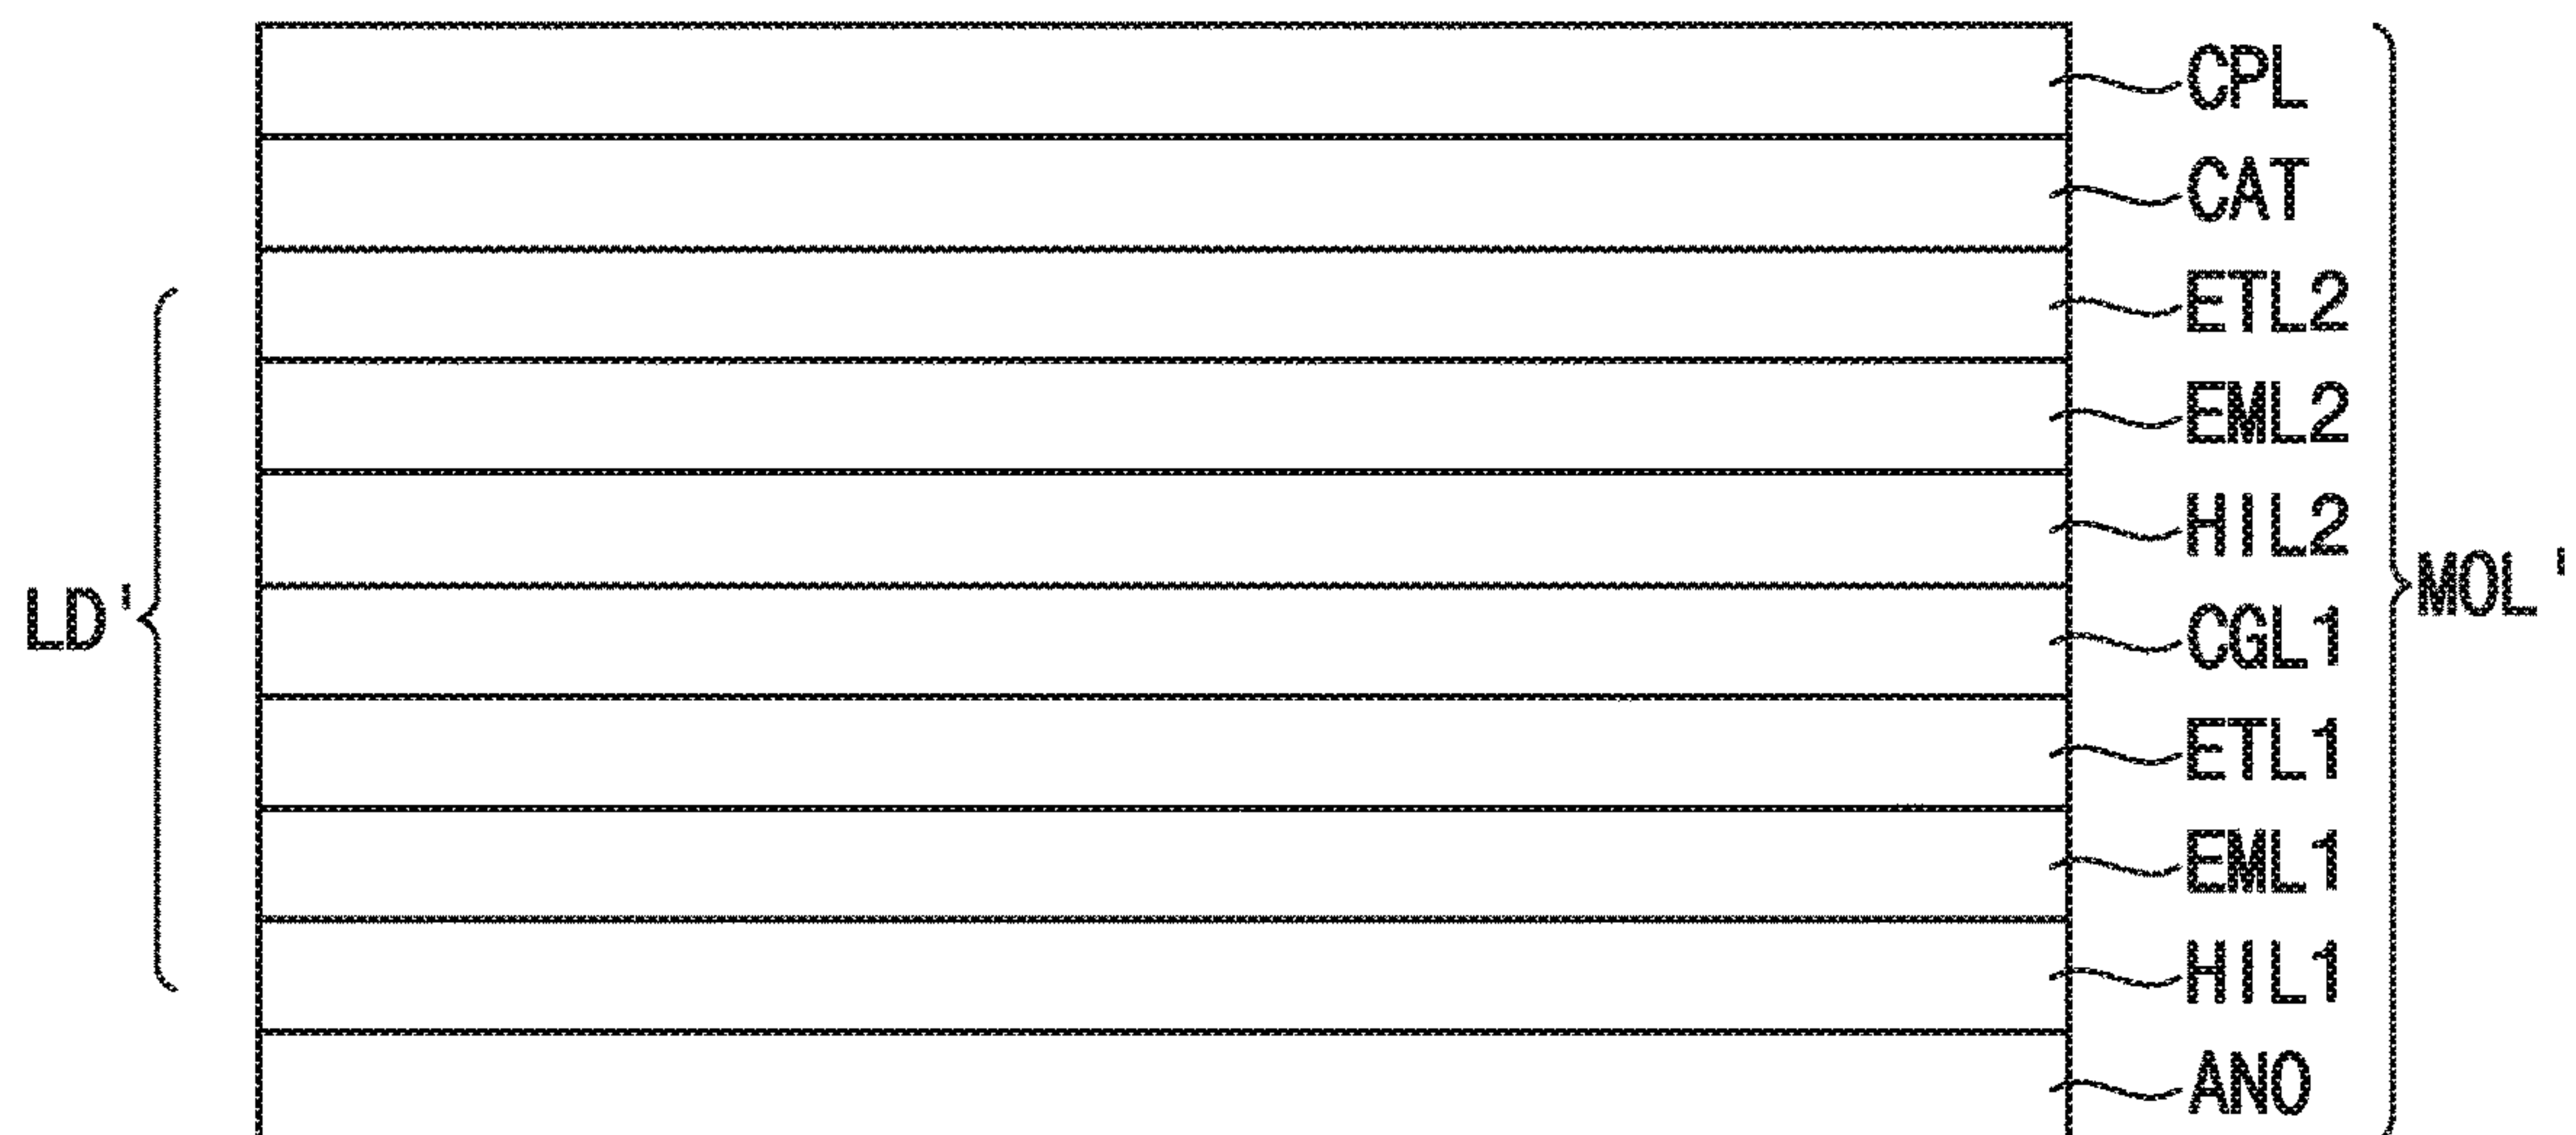 CPL
CAT
ETL2
EML2
HIL2
MOL'
LD'
CGL1
ETL1
EML1
HIL1
ANO